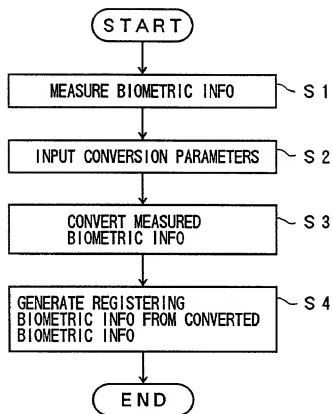 START
MEASURE BIOMETRIC INFO S1
INPUT CONVERSION PARAMETERS S2
CONVERT MEASURED
BIOMETRIC INFO S3
GENERATE REGISTERING S4
BIOMETRIC INFO FROM CONVERTED
BIOMETRIC INFO
END